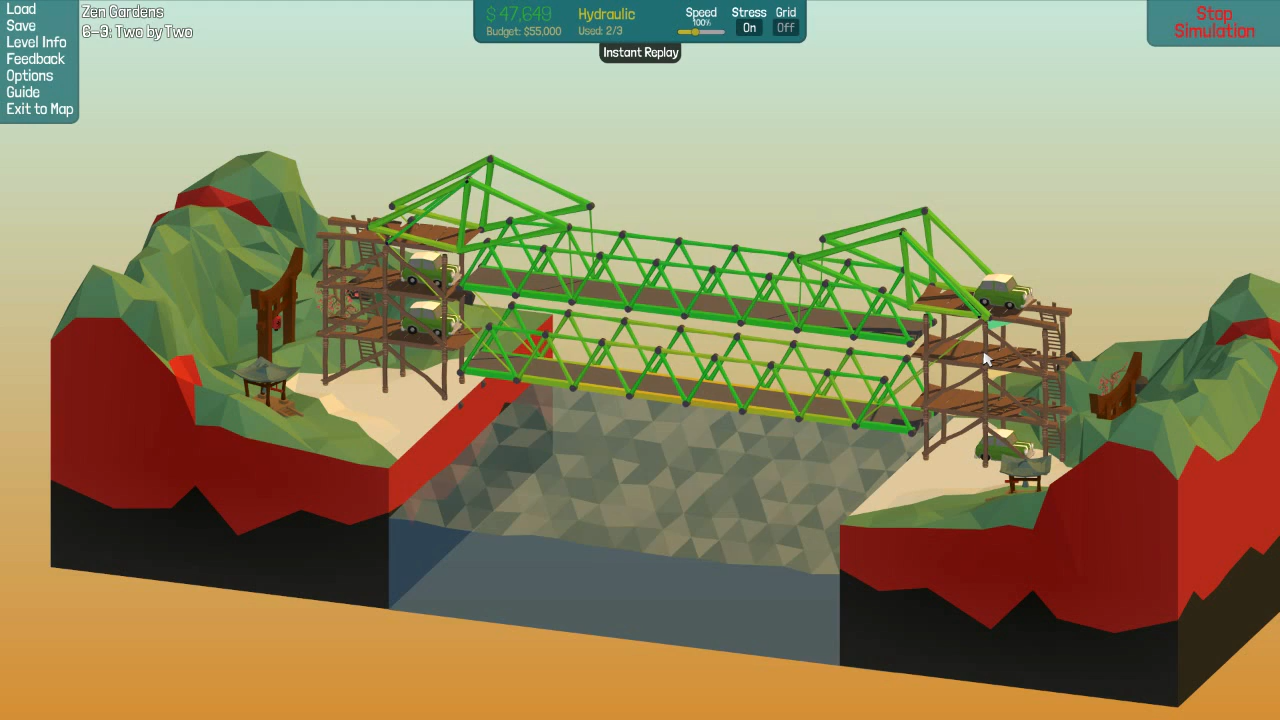 Load
Save
Level Info
Feedback
Options
Guide
Exit to Map
Zen Gardens
6-3: Two by Two
$ 47,649
Budget: $55,000
Hydraulic
Used: 2/3
Speed
100%
Stress
On
Grid
Off
Instant Replay
Stop
Simulation